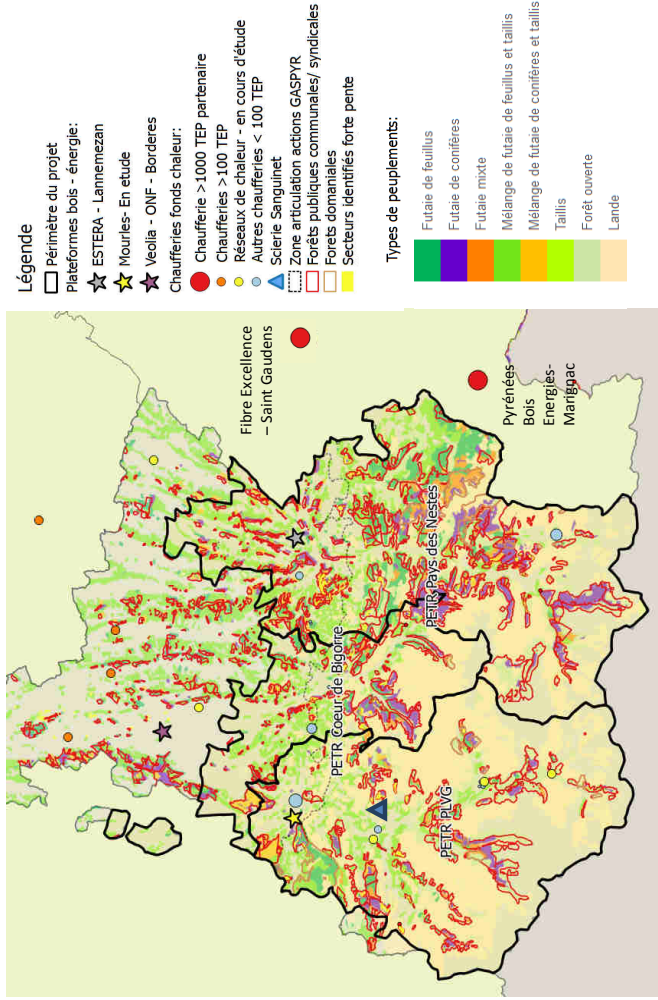 Légende
Périmètre du projet
Plateformes bois - énergie:
ESTERA - Lannemezan
Mourles- En etude
Veolia - ONF - Borderes
Chaufferies fonds chaleur:
Chaufferie >1000 TEP partenaire
Chaufferies >100 TEP
Réseaux de chaleur - en cours d'étude
Autres chaufferies < 100 TEP
Scierie Sanguinet
Zone articulation actions GASPYR
Forêts publiques communales/ syndicales
Forets domaniales
Secteurs identifiés forte pente
Types de peuplements:
Futaie de feuillus
Futaie de conifères
Futaie mixte
Mélange de futaie de feuillus et taillis
Mélange de futaie de conifères et taillis
Taillis
Forêt ouverte
Lande
Fibre Excellence
– Saint Gaudens
Pyrénées
Bois
Energies-
Marignac
PETR Coeur de Bigorre
PETR Pays des Nestes
PETR PLVG